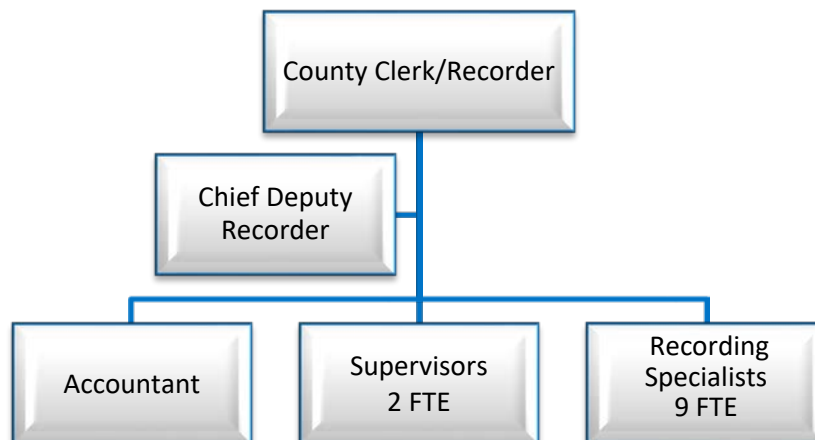 County Clerk/Recorder
Chief Deputy
Recorder
Accountant
Supervisors
2 FTE
Recording
Specialists
9 FTE